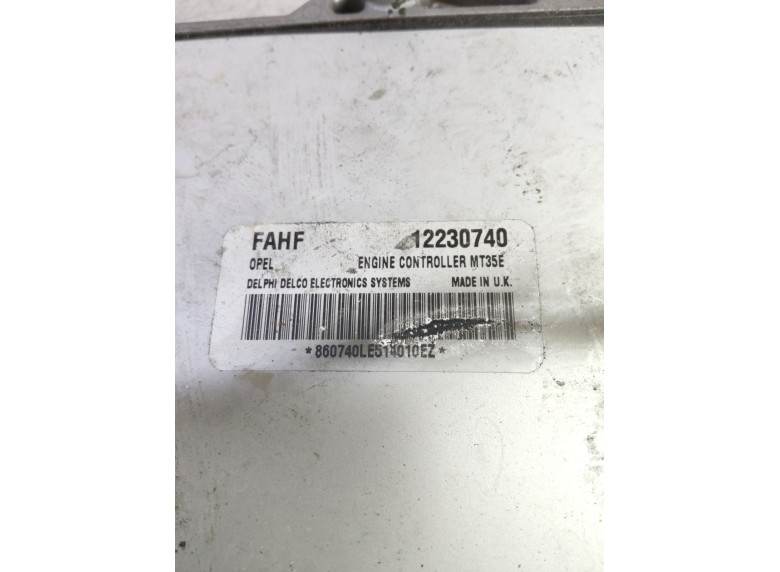 FAHF 12230740
OPEL ENGINE CONTROLLER MT35E
DELPHI DELCO ELECTRONICS SYSTEMS MADE IN U.K.
*860740LE514010EZ*